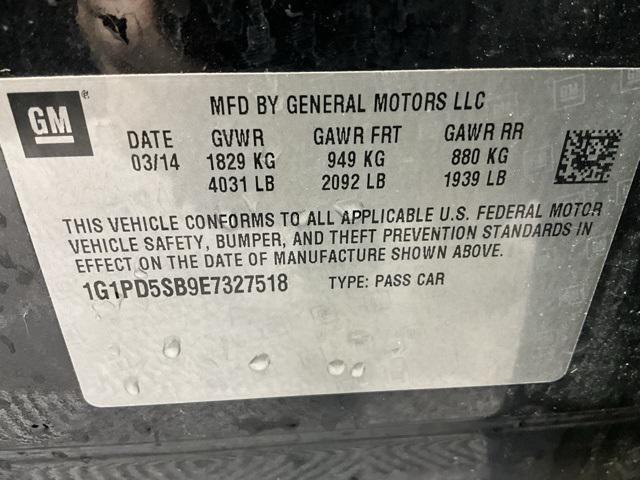 GM ®
MFD BY GENERAL MOTORS LLC
DATE GVWR GAWR FRT GAWR RR
03/14 1829 KG 949 KG 880 KG
4031 LB 2092 LB 1939 LB
THIS VEHICLE CONFORMS TO ALL APPLICABLE U.S. FEDERAL MOTOR
VEHICLE SAFETY, BUMPER, AND THEFT PREVENTION STANDARDS IN
EFFECT ON THE DATE OF MANUFACTURE SHOWN ABOVE.
1G1PD5SB9E7327518 TYPE: PASS CAR